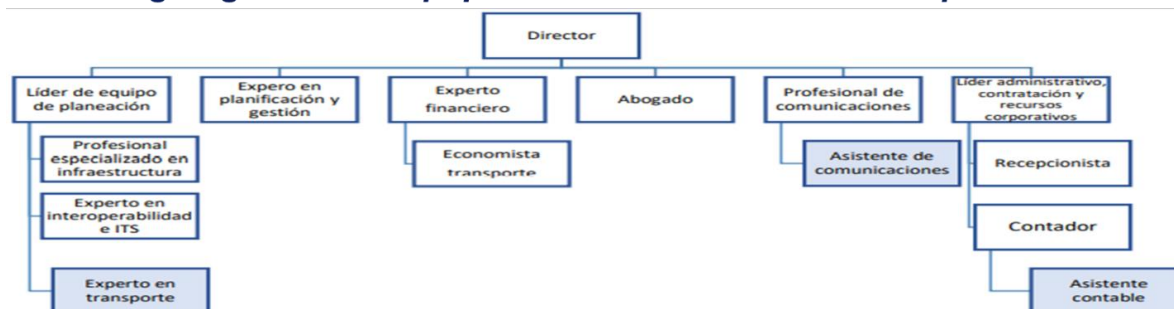 Director
Líder de equipo
de planeación
Expero en
planificación y
gestión
Experto
financiero
Abogado
Profesional de
comunicaciones
Líder administrativo,
contratación y
recursos
corporativos
Profesional
especializado en
infraestructura
Economista
transporte
Asistente de
comunicaciones
Recepcionista
Experto en
interoperabilidad
e ITS
Contador
Experto en
transporte
Asistente
contable